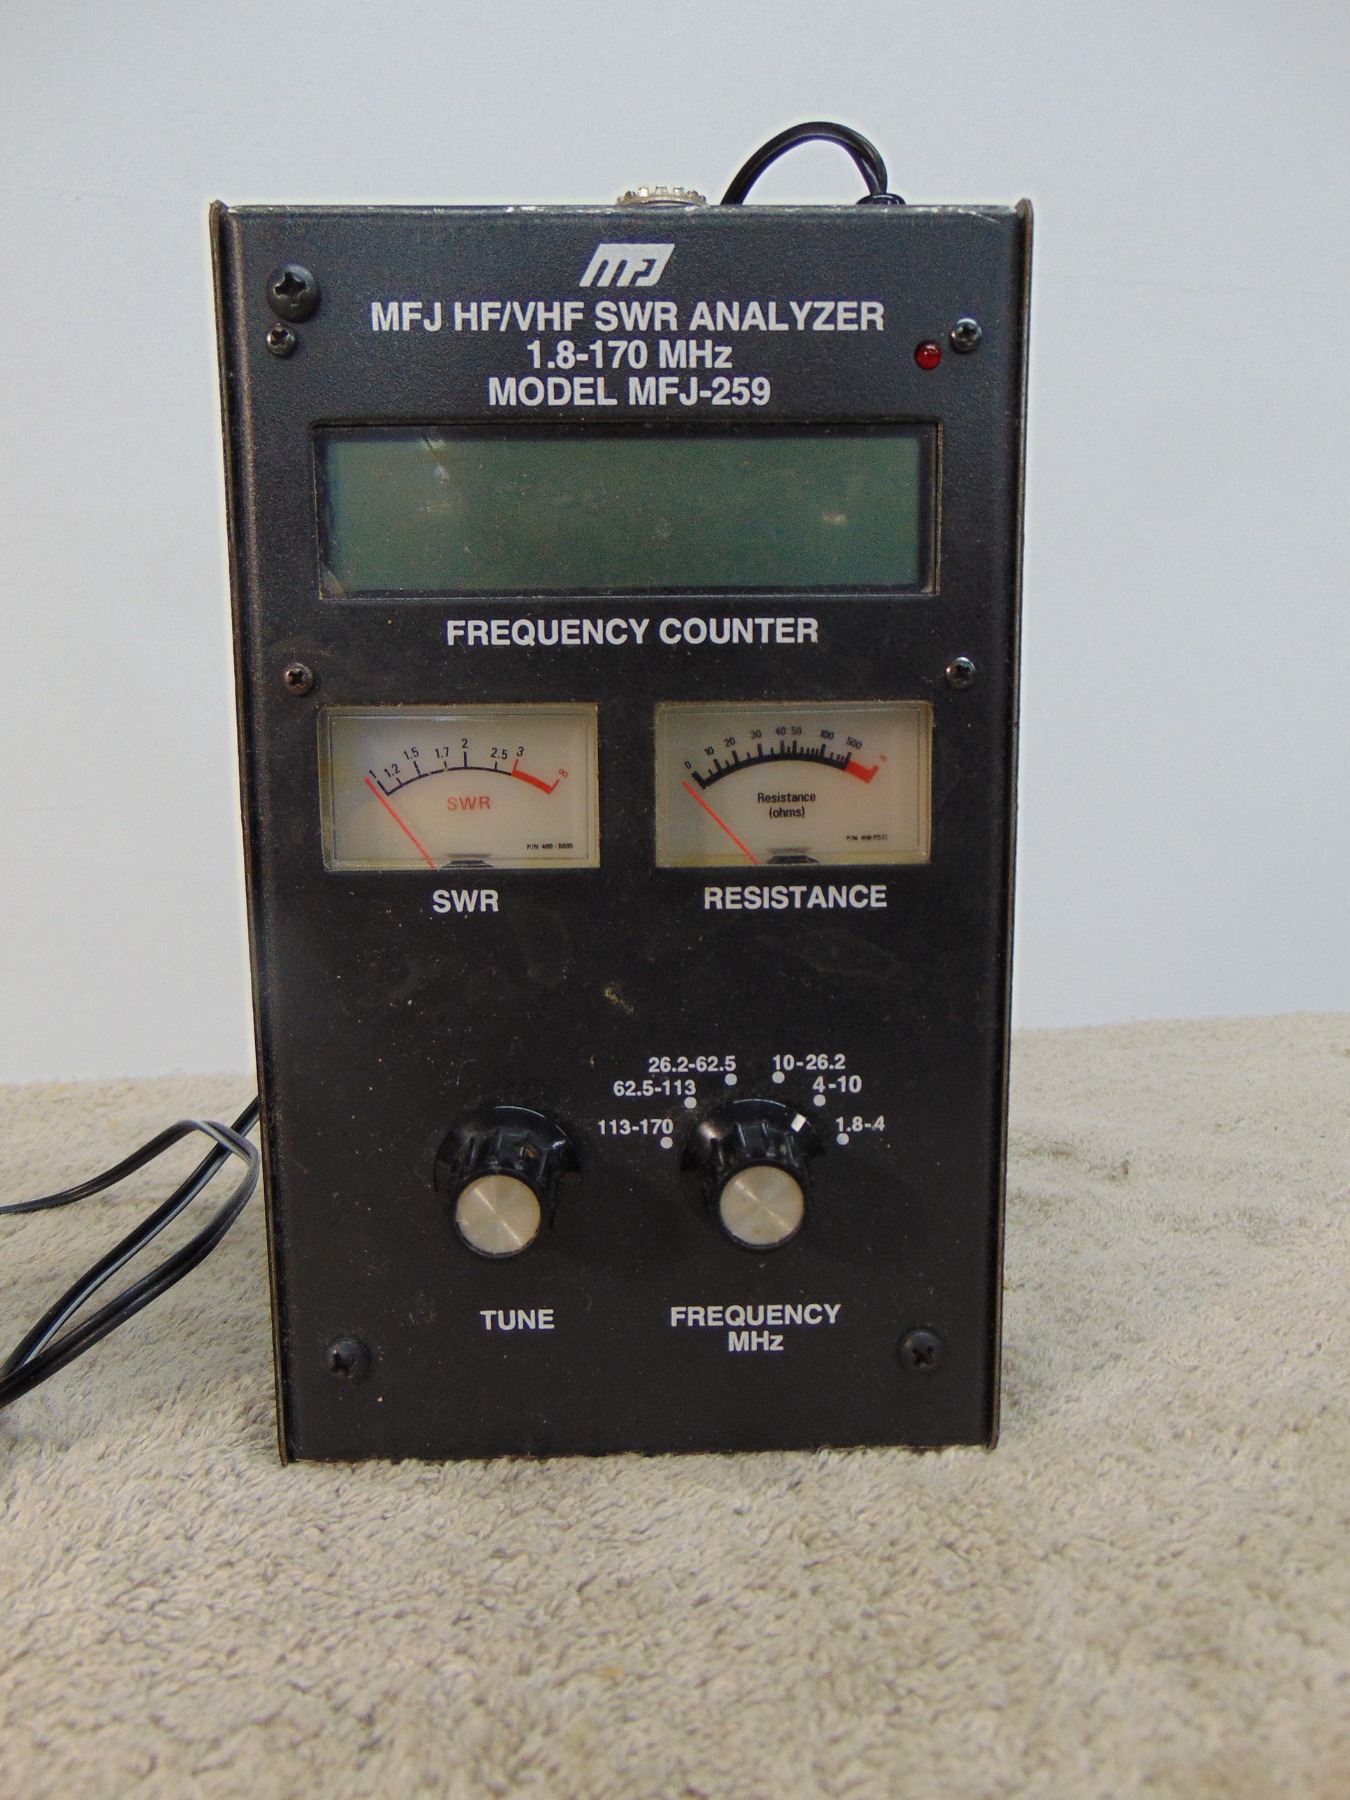 MFJ
MFJ HF/VHF SWR ANALYZER
1.8-170 MHz
MODEL MFJ-259
FREQUENCY COUNTER
1 1.2 1.5 1.7 2 2.5 3 8
SWR
P/N 400-0035
0 10 20 30 40 50 100 500 ∞
Resistance
(ohms)
P/N
SWR
RESISTANCE
26.2-62.5 10-26.2
62.5-113 4-10
113-170 1.8-4
TUNE
FREQUENCY
MHz